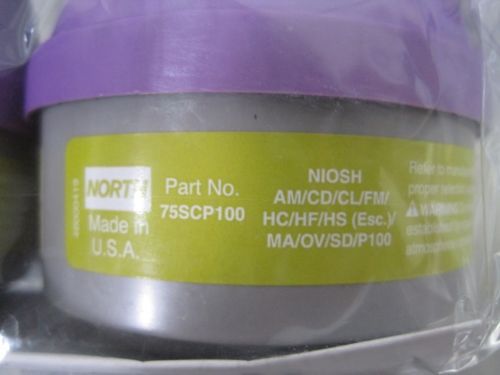 NORTH
Made in
U.S.A.
Part No.
75SCP100
NIOSH
AM/CD/CL/FM/
HC/HF/HS (Esc.)/
MA/OV/SD/P100
Refer to
proper
WARNING
established